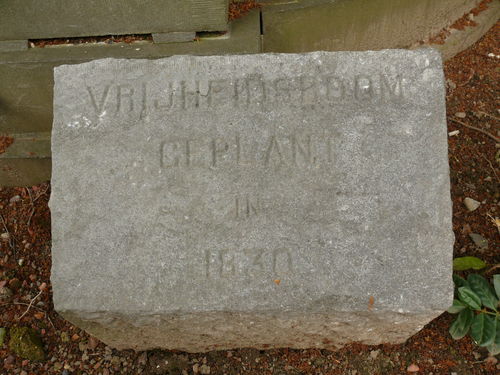 VRIJHEIDSBOOM
GEPLANT
IN
1830